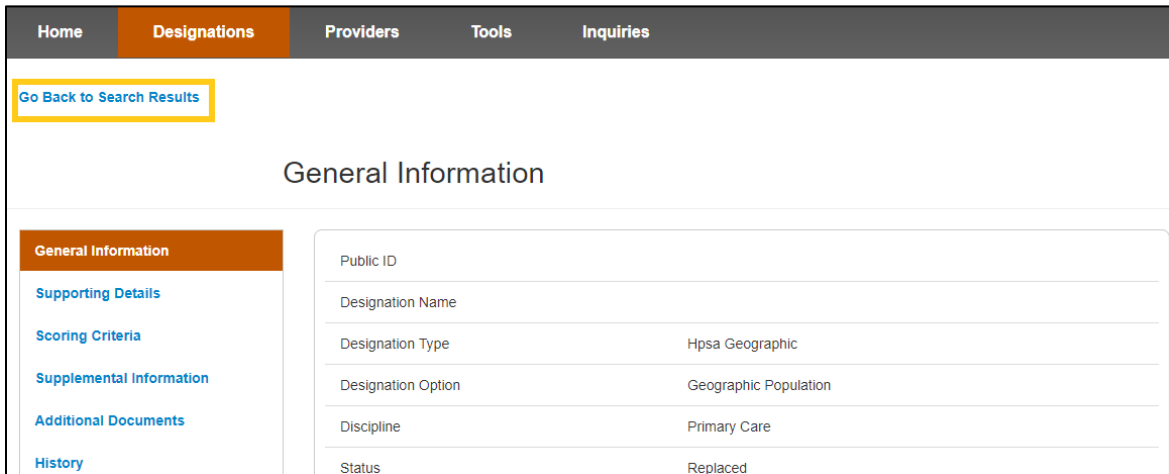 Home Designations Providers Tools Inquiries
Go Back to Search Results
General Information
General Information
Supporting Details
Scoring Criteria
Supplemental Information
Additional Documents
History
Public ID
Designation Name
Designation Type Hpsa Geographic
Designation Option Geographic Population
Discipline Primary Care
Status Replaced